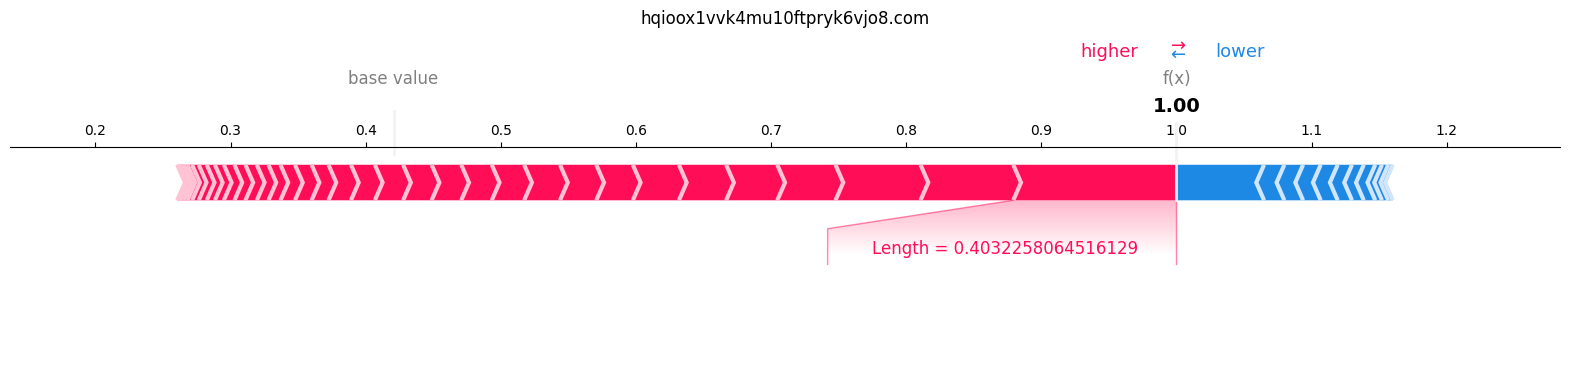 hqioox1vvk4mu10ftpryk6vjo8.com
higher ⇄ lower
base value f(x)
1.00
0.2 0.3 0.4 0.5 0.6 0.7 0.8 0.9 1.0 1.1 1.2
Length = 0.4032258064516129